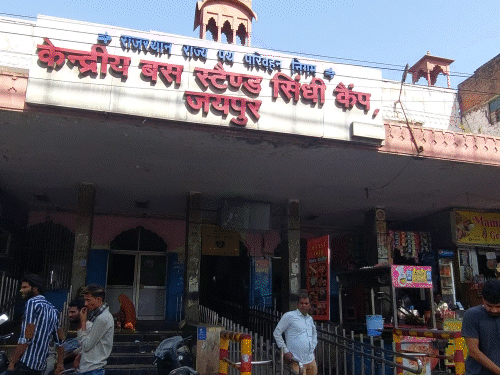 राजस्थान राज्य पथ परिवहन निगम
केन्द्रीय बस स्टैण्ड सिंधी कैंप,
जयपुर